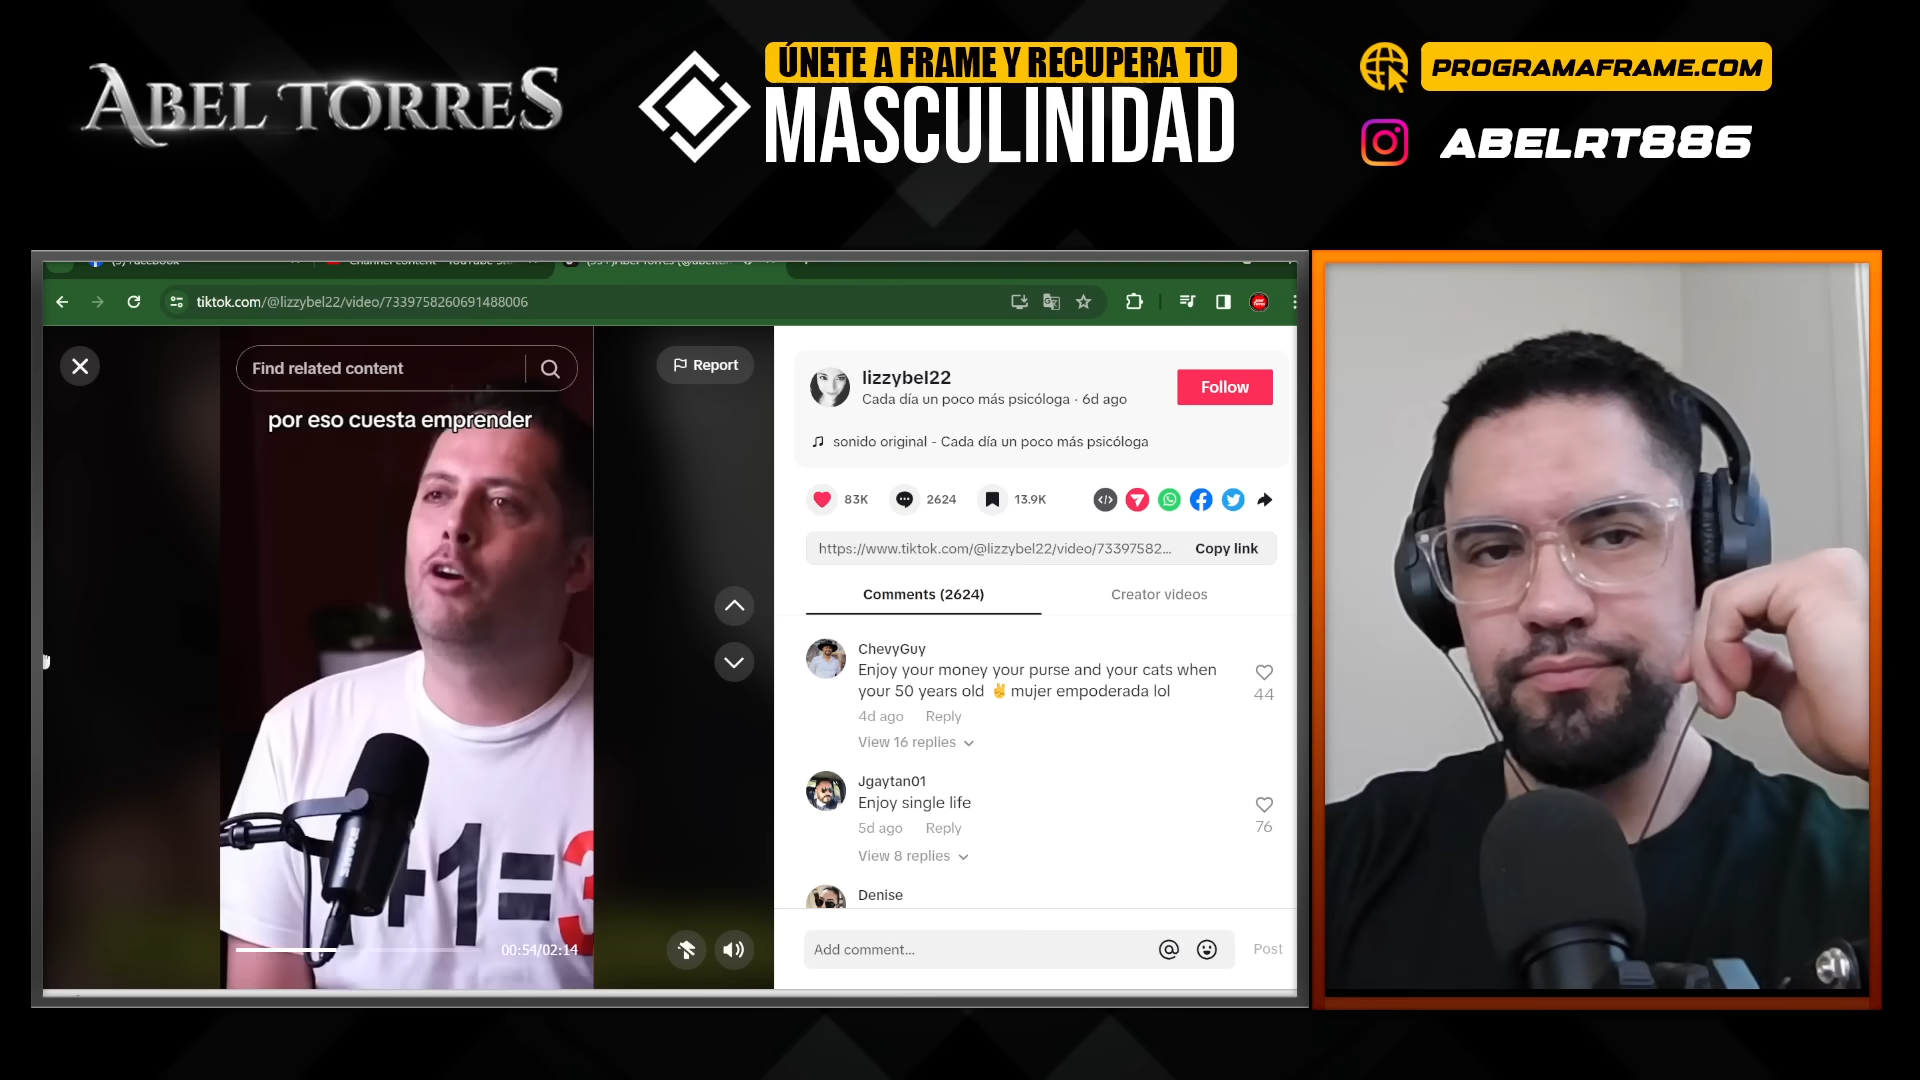 ABEL TORRES
ÚNETE A FRAME Y RECUPERA TU
MASCULINIDAD
PROGRAMAFRAME.COM
ABELRT886
tiktok.com/@lizzybel22/video/7339758260691488006
Find related content
Report
por eso cuesta emprender
+1=3
00:54/02:14
lizzybel22
Cada día un poco más psicóloga · 6d ago
Follow
sonido original - Cada día un poco más psicóloga
83K
2624
13.9K
https://www.tiktok.com/@lizzybel22/video/73397582...
Copy link
Comments (2624)
Creator videos
ChevyGuy
Enjoy your money your purse and your cats when
your 50 years old ✌ mujer empoderada lol
44
4d ago Reply
View 16 replies
Jgaytan01
Enjoy single life
76
5d ago Reply
View 8 replies
Denise
Add comment...
Post